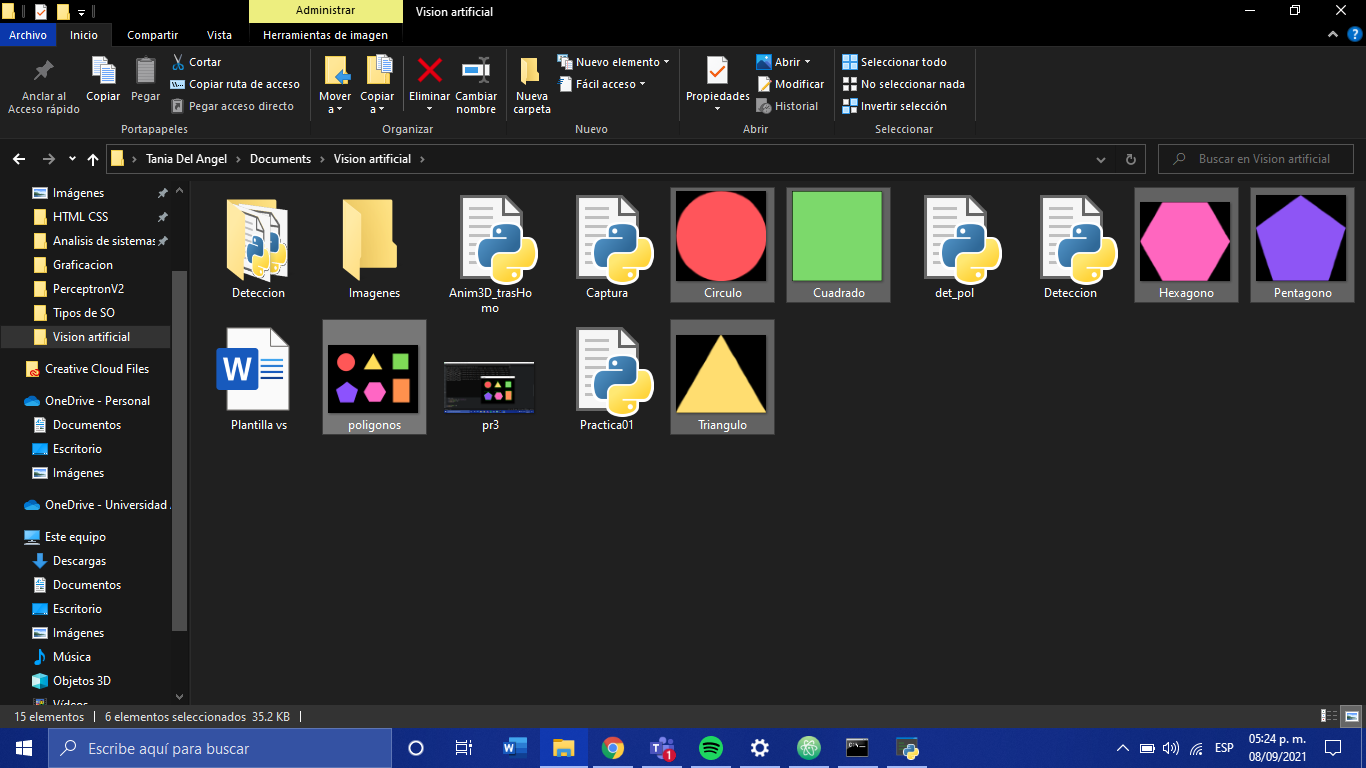 Administrar
Vision artificial
Archivo
Inicio
Compartir
Vista
Herramientas de imagen
Anclar al
Acceso rápido
Copiar
Pegar
Cortar
Copiar ruta de acceso
Pegar acceso directo
Portapapeles
Mover
a
Copiar
a
Eliminar
Cambiar
nombre
Organizar
Nueva
carpeta
Nuevo elemento
Fácil acceso
Nuevo
Propiedades
Abrir
Modificar
Historial
Abrir
Seleccionar todo
No seleccionar nada
Invertir selección
Seleccionar
Tania Del Angel
Documents
Vision artificial
Buscar en Vision artificial
Imágenes
HTML CSS
Analisis de sistemas
Graficacion
PerceptronV2
Tipos de SO
Vision artificial
Creative Cloud Files
OneDrive - Personal
Documentos
Escritorio
Imágenes
OneDrive - Universidad
Este equipo
Descargas
Documentos
Escritorio
Imágenes
Música
Objetos 3D
Vídeos
Deteccion
Imagenes
Anim3D_trasHo
mo
Captura
Circulo
Cuadrado
det_pol
Deteccion
Hexagono
Pentagono
W
Plantilla vs
poligonos
pr3
Practica01
Triangulo
15 elementos
6 elementos seleccionados 35.2 KB
Escribe aquí para buscar
1
ESP
05:24 p. m.
08/09/2021